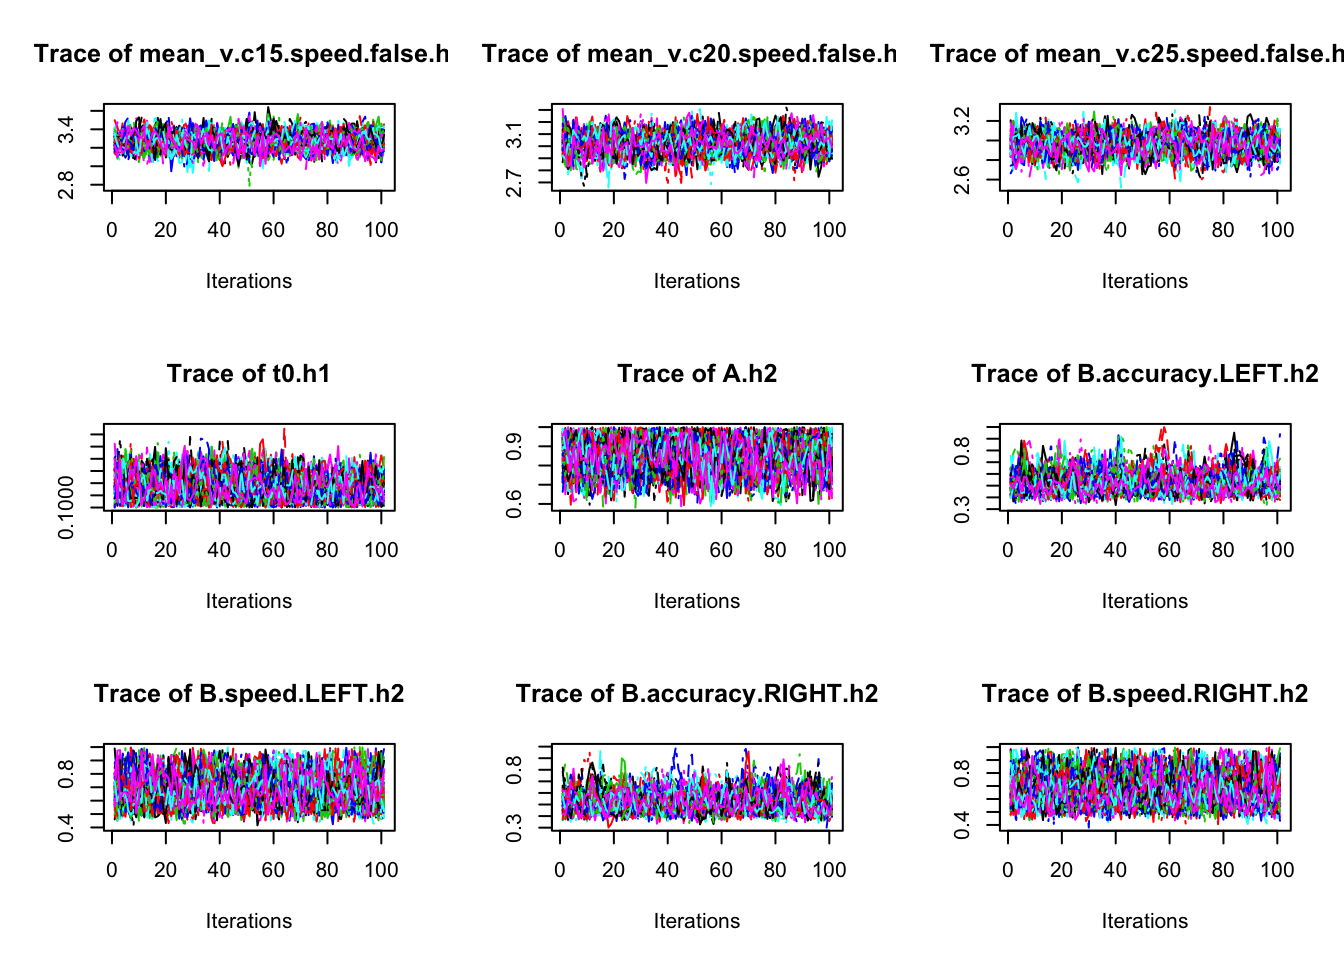 Trace of mean_v.c15.speed.false.h
Trace of mean_v.c20.speed.false.h
Trace of mean_v.c25.speed.false.h
3.4
2.8
0 20 40 60 80 100
Iterations
3.1
2.7
0 20 40 60 80 100
Iterations
3.2
2.6
0 20 40 60 80 100
Iterations
Trace of t0.h1
Trace of A.h2
Trace of B.accuracy.LEFT.h2
0.1000
0 20 40 60 80 100
Iterations
0.9
0.6
0 20 40 60 80 100
Iterations
0.8
0.3
0 20 40 60 80 100
Iterations
Trace of B.speed.LEFT.h2
Trace of B.accuracy.RIGHT.h2
Trace of B.speed.RIGHT.h2
0.8
0.4
0 20 40 60 80 100
Iterations
0.8
0.3
0 20 40 60 80 100
Iterations
0.8
0.4
0 20 40 60 80 100
Iterations